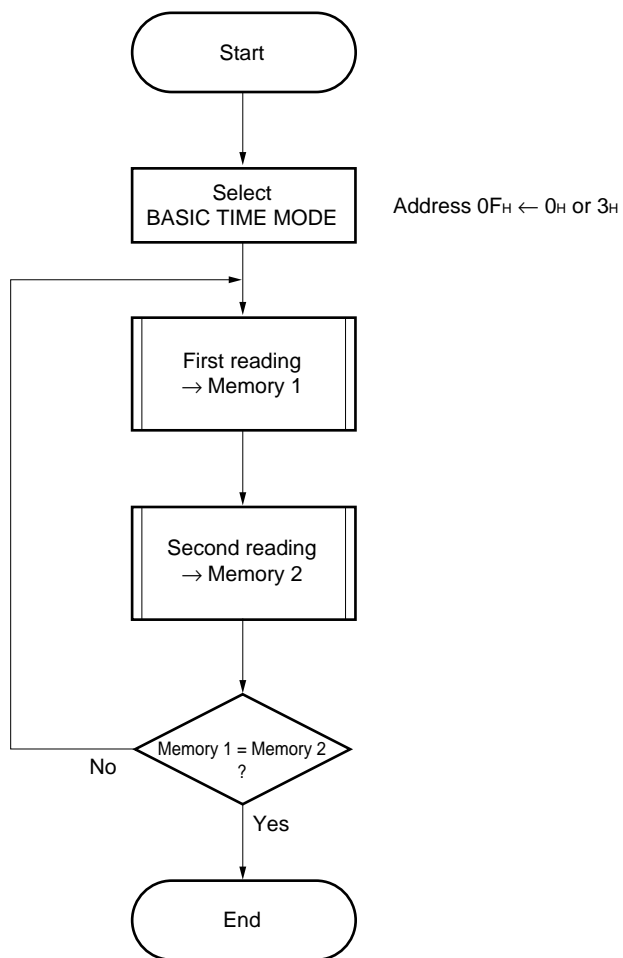 Start
Select
BASIC TIME MODE
Address 0FH ← 0H or 3H
First reading
→ Memory 1
Second reading
→ Memory 2
Memory 1 = Memory 2
?
No
Yes
End